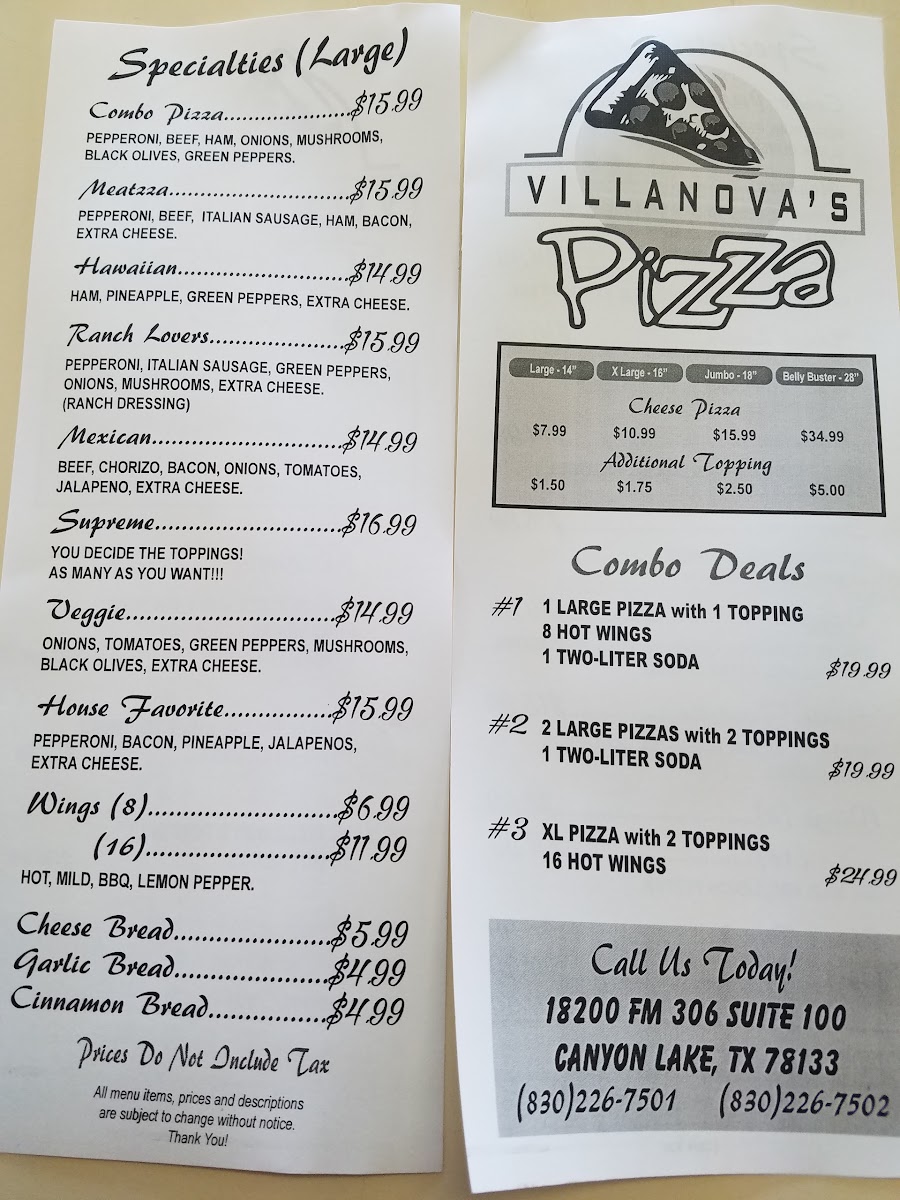 Specialties (Large)
Combo Pizza.....................$15.99
PEPPERONI, BEEF, HAM, ONIONS, MUSHROOMS,
BLACK OLIVES, GREEN PEPPERS.
Meatzza.............................$15.99
PEPPERONI, BEEF, ITALIAN SAUSAGE, HAM, BACON,
EXTRA CHEESE.
Hawaiian...........................$14.99
HAM, PINEAPPLE, GREEN PEPPERS, EXTRA CHEESE.
Ranch Lovers.....................$15.99
PEPPERONI, ITALIAN SAUSAGE, GREEN PEPPERS,
ONIONS, MUSHROOMS, EXTRA CHEESE.
(RANCH DRESSING)
Mexican..............................$14.99
BEEF, CHORIZO, BACON, ONIONS, TOMATOES,
JALAPENO, EXTRA CHEESE.
Supreme.............................$16.99
YOU DECIDE THE TOPPINGS!
AS MANY AS YOU WANT!!!
Veggie.................................$14.99
ONIONS, TOMATOES, GREEN PEPPERS, MUSHROOMS,
BLACK OLIVES, EXTRA CHEESE.
House Favorite.................$15.99
PEPPERONI, BACON, PINEAPPLE, JALAPENOS,
EXTRA CHEESE.
Wings (8)..............................$6.99
(16).............................$11.99
HOT, MILD, BBQ, LEMON PEPPER.
Cheese Bread.......................$5.99
Garlic Bread.......................$4.99
Cinnamon Bread.................$4.99
Prices Do Not Include Tax
All menu items, prices and descriptions
are subject to change without notice.
Thank You!
VILLANOVA'S
Pizza
Large - 14" X Large - 16" Jumbo - 18" Belly Buster - 28"
Cheese Pizza
$7.99 $10.99 $15.99 $34.99
Additional Topping
$1.50 $1.75 $2.50 $5.00
Combo Deals
#1 1 LARGE PIZZA with 1 TOPPING
8 HOT WINGS
1 TWO-LITER SODA $19.99
#2 2 LARGE PIZZAS with 2 TOPPINGS
1 TWO-LITER SODA $19.99
#3 XL PIZZA with 2 TOPPINGS
16 HOT WINGS $24.99
Call Us Today!
18200 FM 306 SUITE 100
CANYON LAKE, TX 78133
(830)226-7501 (830)226-7502